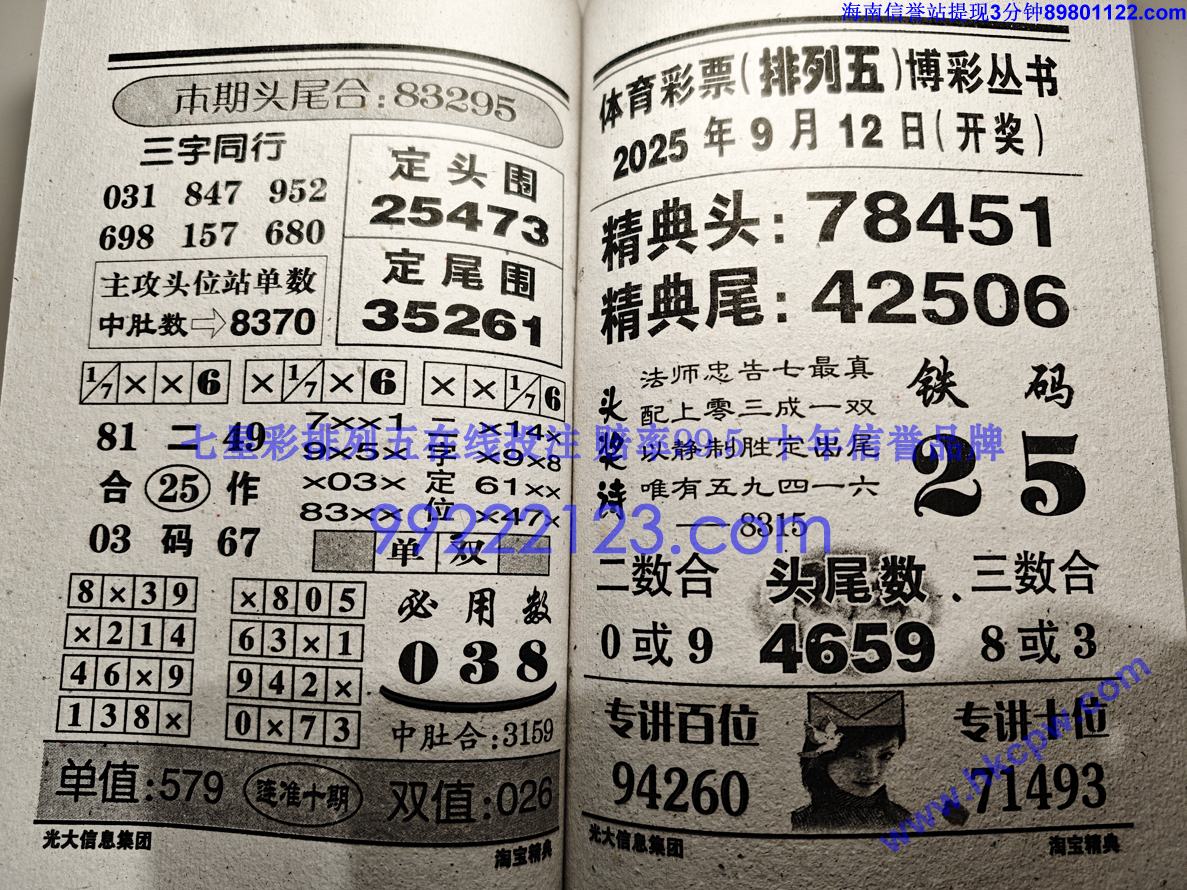 海南信誉站提现3分钟89801122.com
本期头尾合:83295
三字同行
031 847 952
698 157 680
定头围
25473
定尾围
35261
主攻头位站单数
中肚数⇨8370
1/7 × × 6
× 1/7 × 6
× × 1/7 6
81 二 49
合 25 作
03 码 67
7××1
9×5×
×03×
83××
二字定位
×14×
×9×8
61××
×47×
单 双
8×39
×214
46×9
138×
×805
63×1
942×
0×73
必用数
038
中肚合:3159
单值:579
莲准十期
双值:026
光大信息集团
淘宝精典
体育彩票(排列五)博彩丛书
2025年9月12日(开奖)
精典头:78451
精典尾:42506
头奖诗
法师忠告七最真
配上零三成一双
以静制胜定出尾
唯有五九四一六
——8315
铁 码
25
二数合
0或9
头尾数
4659
三数合
8或3
专讲百位
94260
专讲十位
71493
光大信息集团
淘宝精典
七星彩排列五在线投注 赔率99.5 十年信誉品牌
99222123.com
www.hkcpw.com